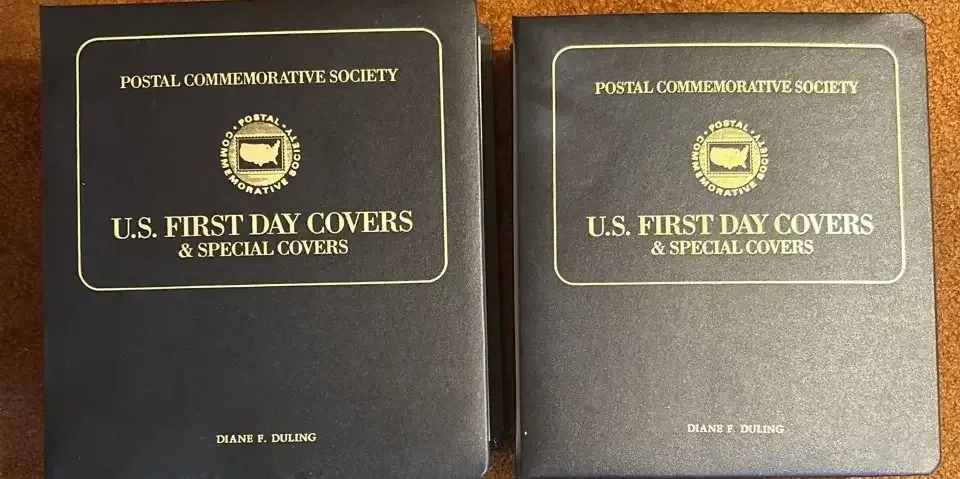 POSTAL COMMEMORATIVE SOCIETY
POSTAL
COMMEMORATIVE SOCIETY
U.S. FIRST DAY COVERS
& SPECIAL COVERS
DIANE F. DULING
POSTAL COMMEMORATIVE SOCIETY
POSTAL
COMMEMORATIVE SOCIETY
U.S. FIRST DAY COVERS
& SPECIAL COVERS
DIANE F. DULING